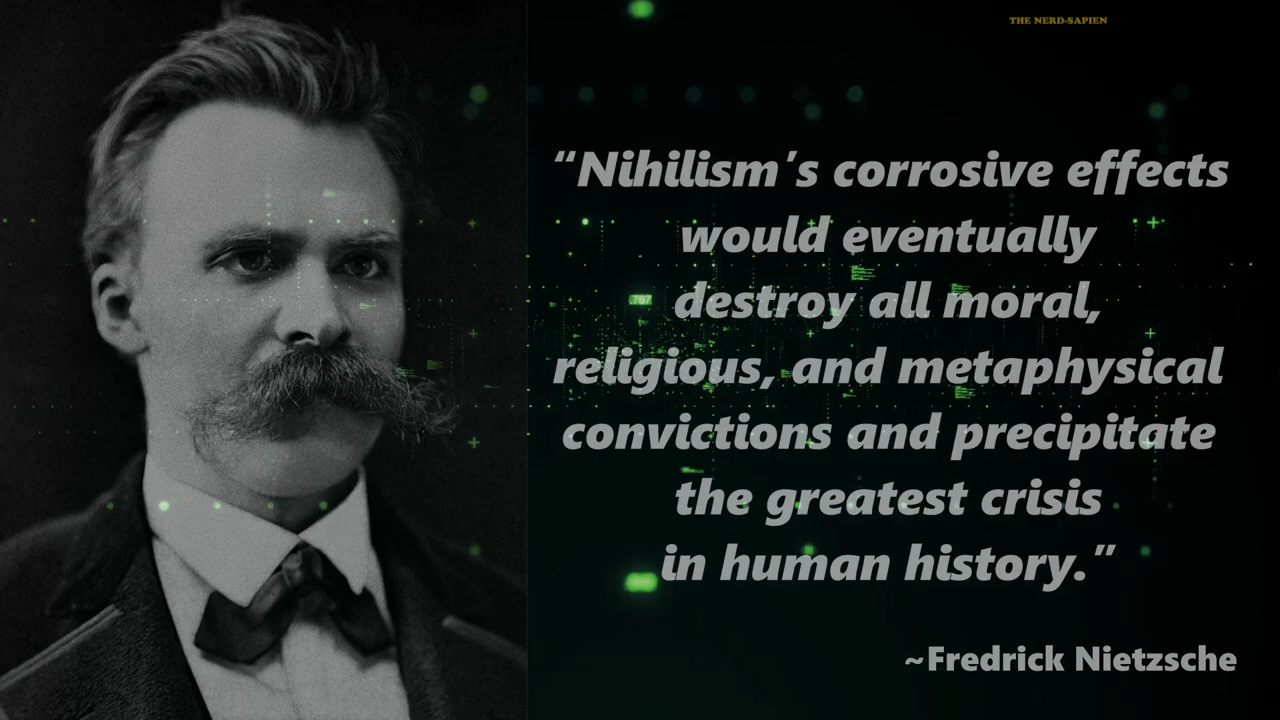 THE NERD-SAPIEN
“Nihilism’s corrosive effects
would eventually
destroy all moral,
religious, and metaphysical
convictions and precipitate
the greatest crisis
in human history.”
~Fredrick Nietzsche
.707